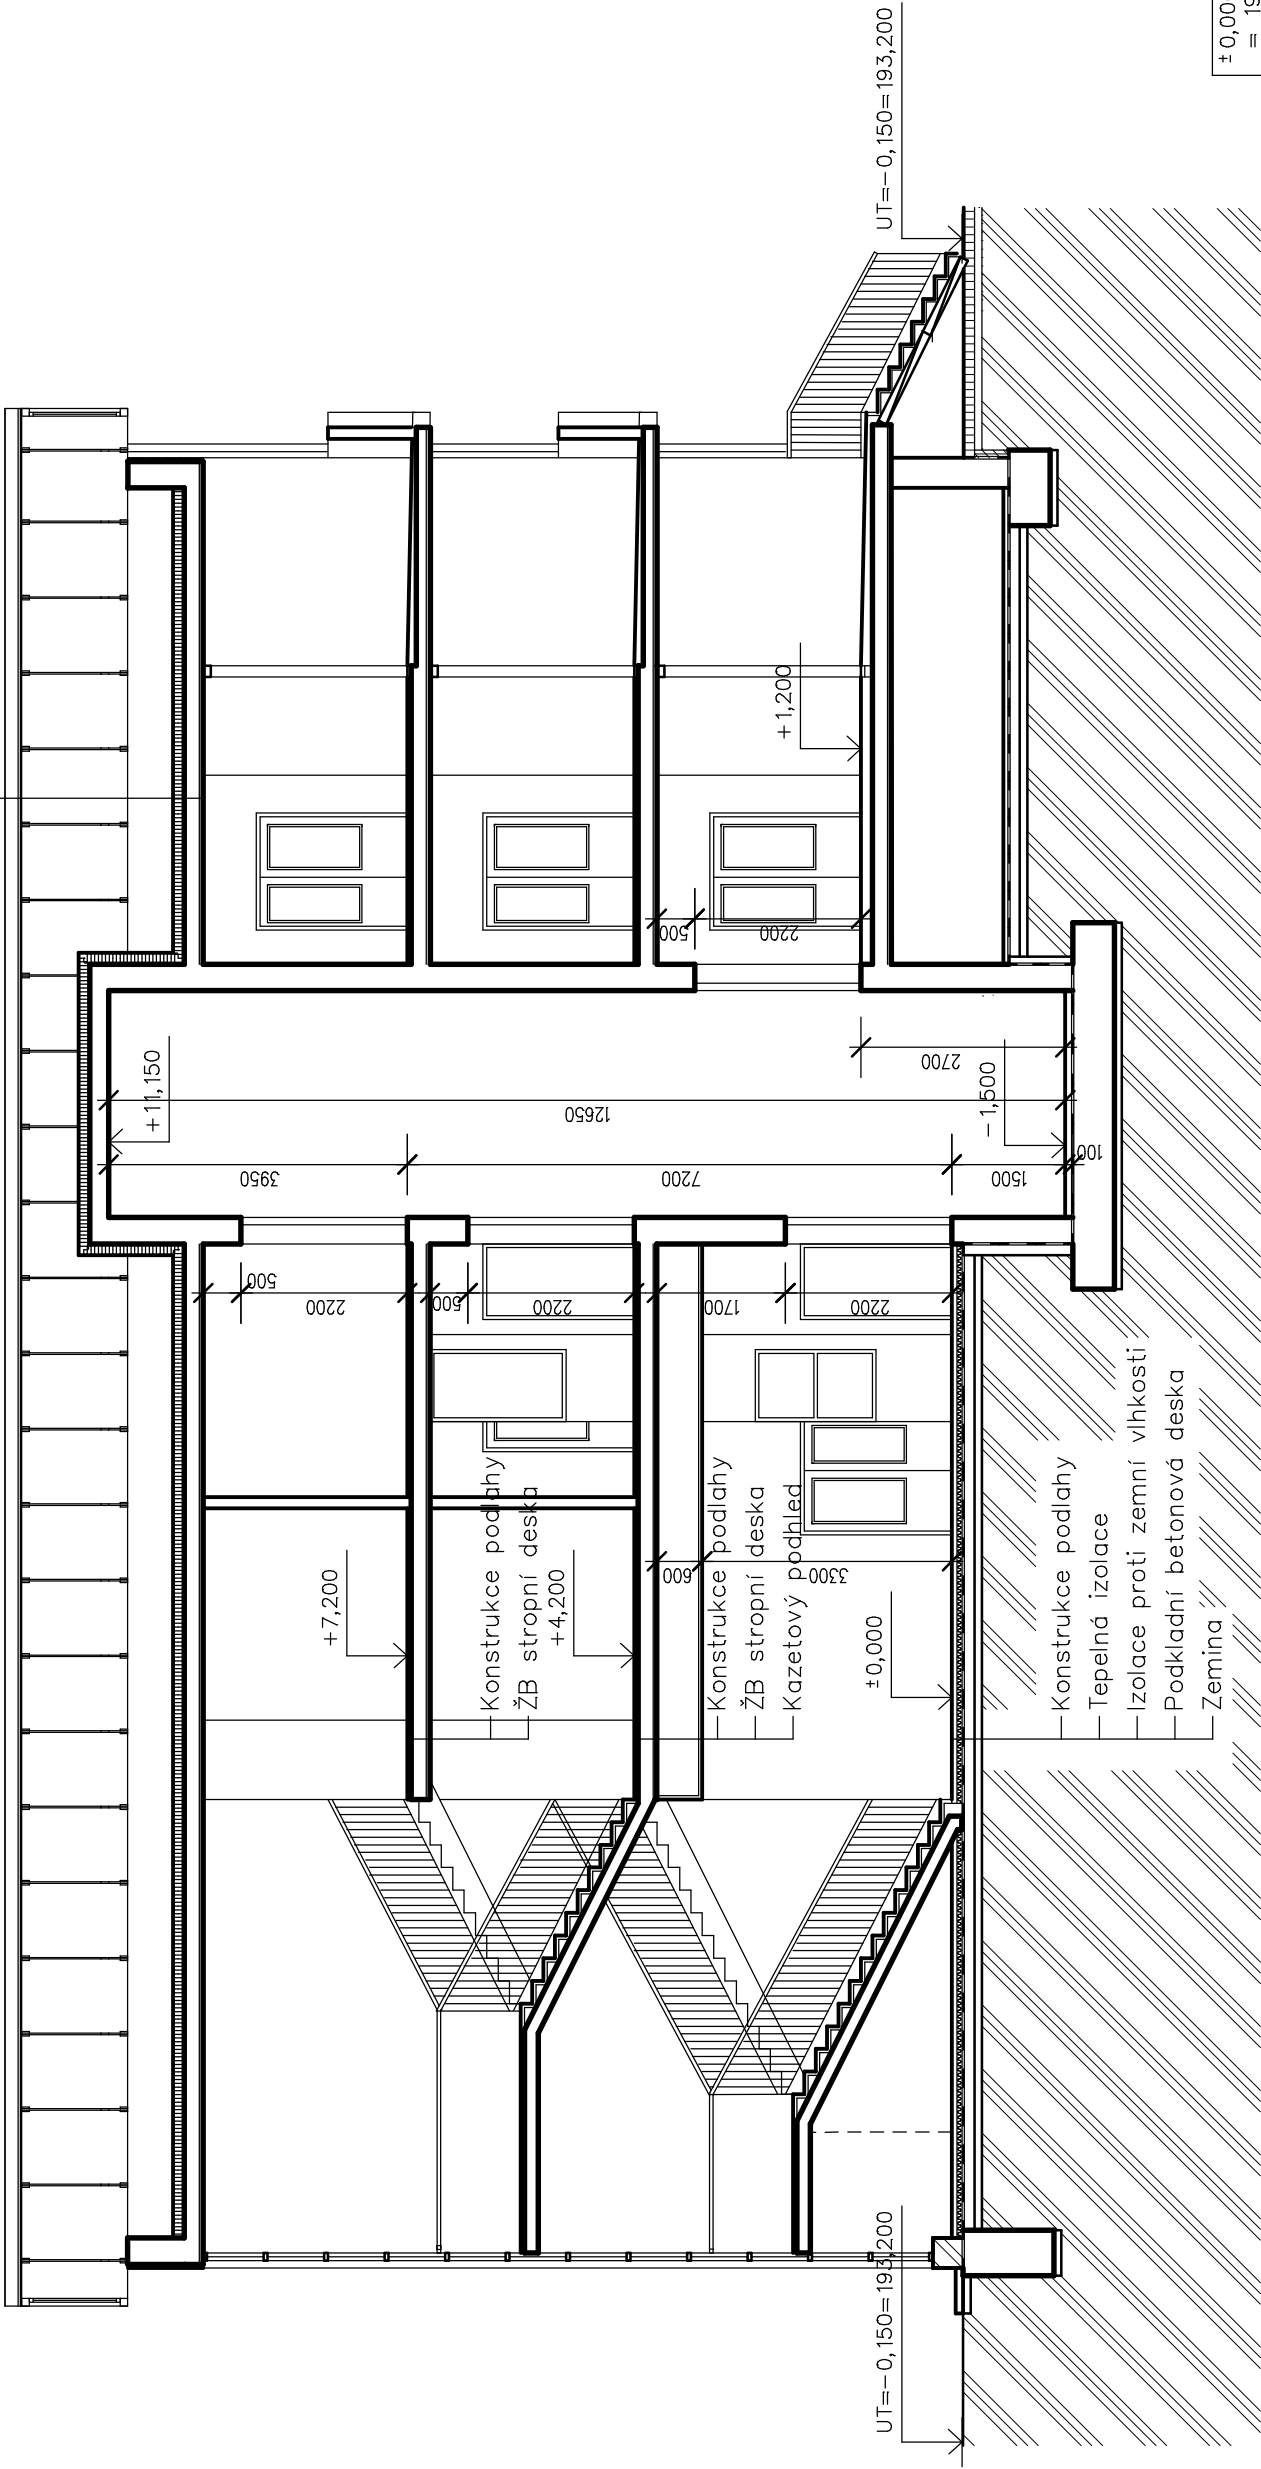 UT=-0,150=193,200
+1,200
500
2200
+11,150
3950
12650
7200
2700
-1,500
1500
100
500
2200
500
2200
1700
2200
+7,200
Konstrukce podlahy
ŽB stropní deska
+4,200
600
3300
Konstrukce podlahy
ŽB stropní deska
Kazetový podhled
±0,000
Konstrukce podlahy
Tepelná izolace
Izolace proti zemní vlhkosti
Podkladní betonová deska
Zemina
UT=-0,150=193,200
±0,00
= 19